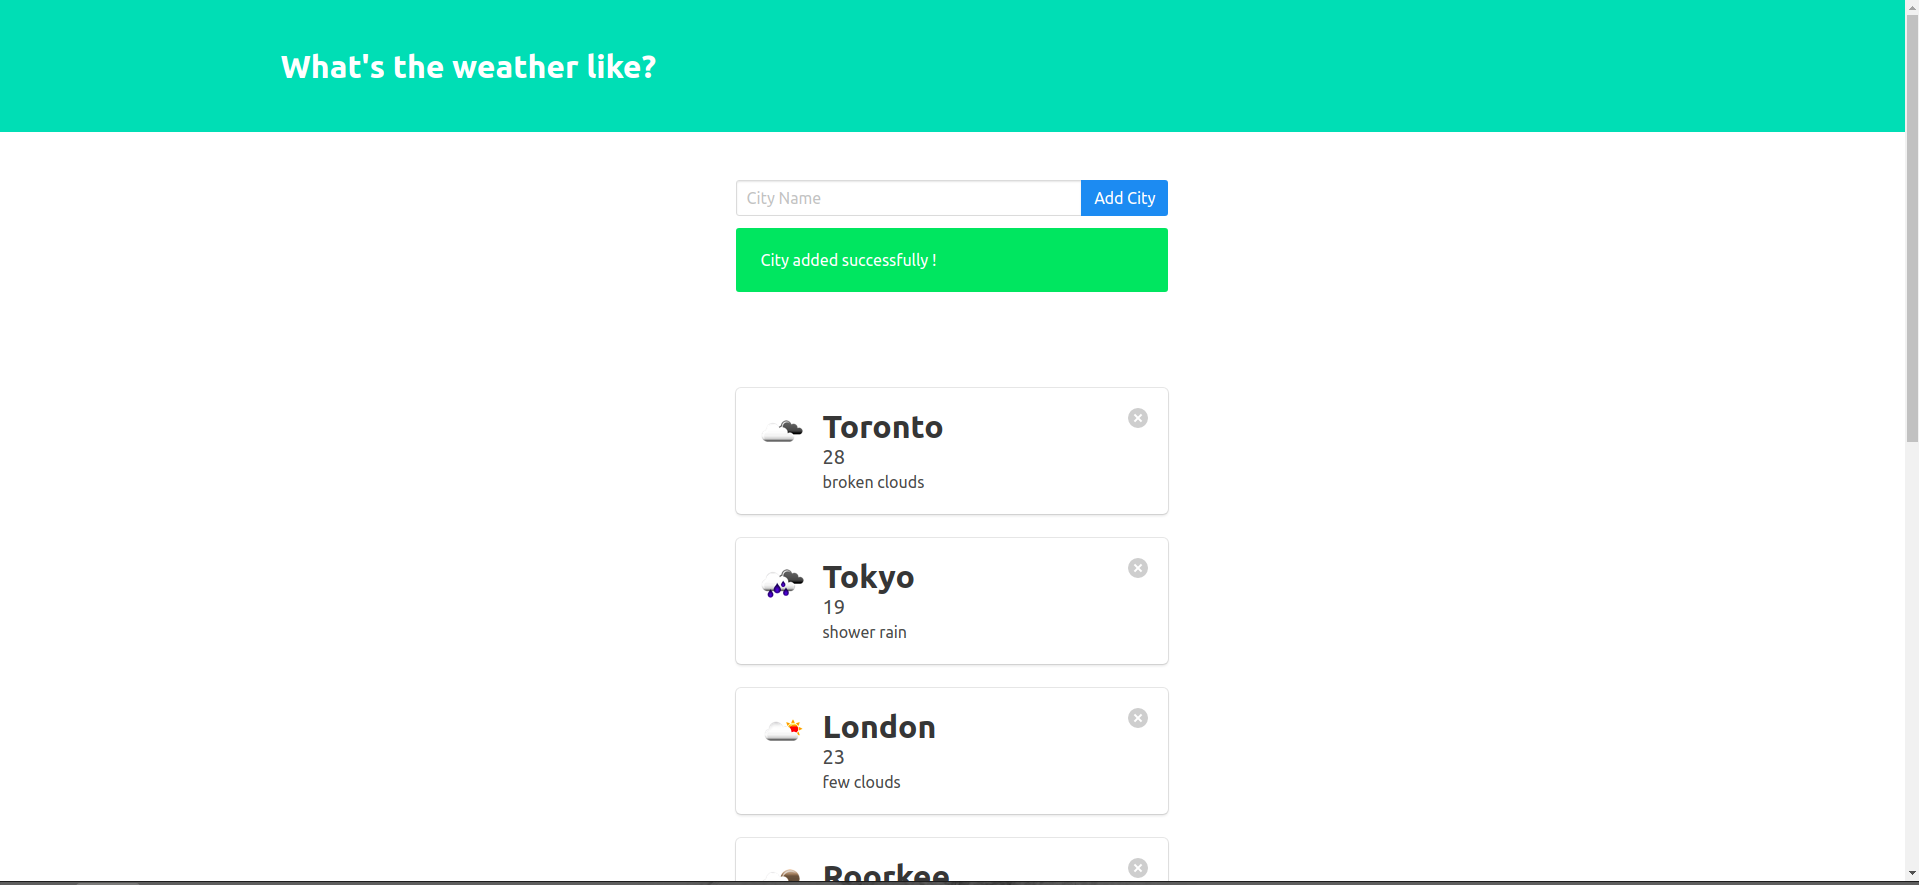 What's the weather like?
City Name
Add City
City added successfully !
Toronto
28
broken clouds
Tokyo
19
shower rain
London
23
few clouds
Roorkee